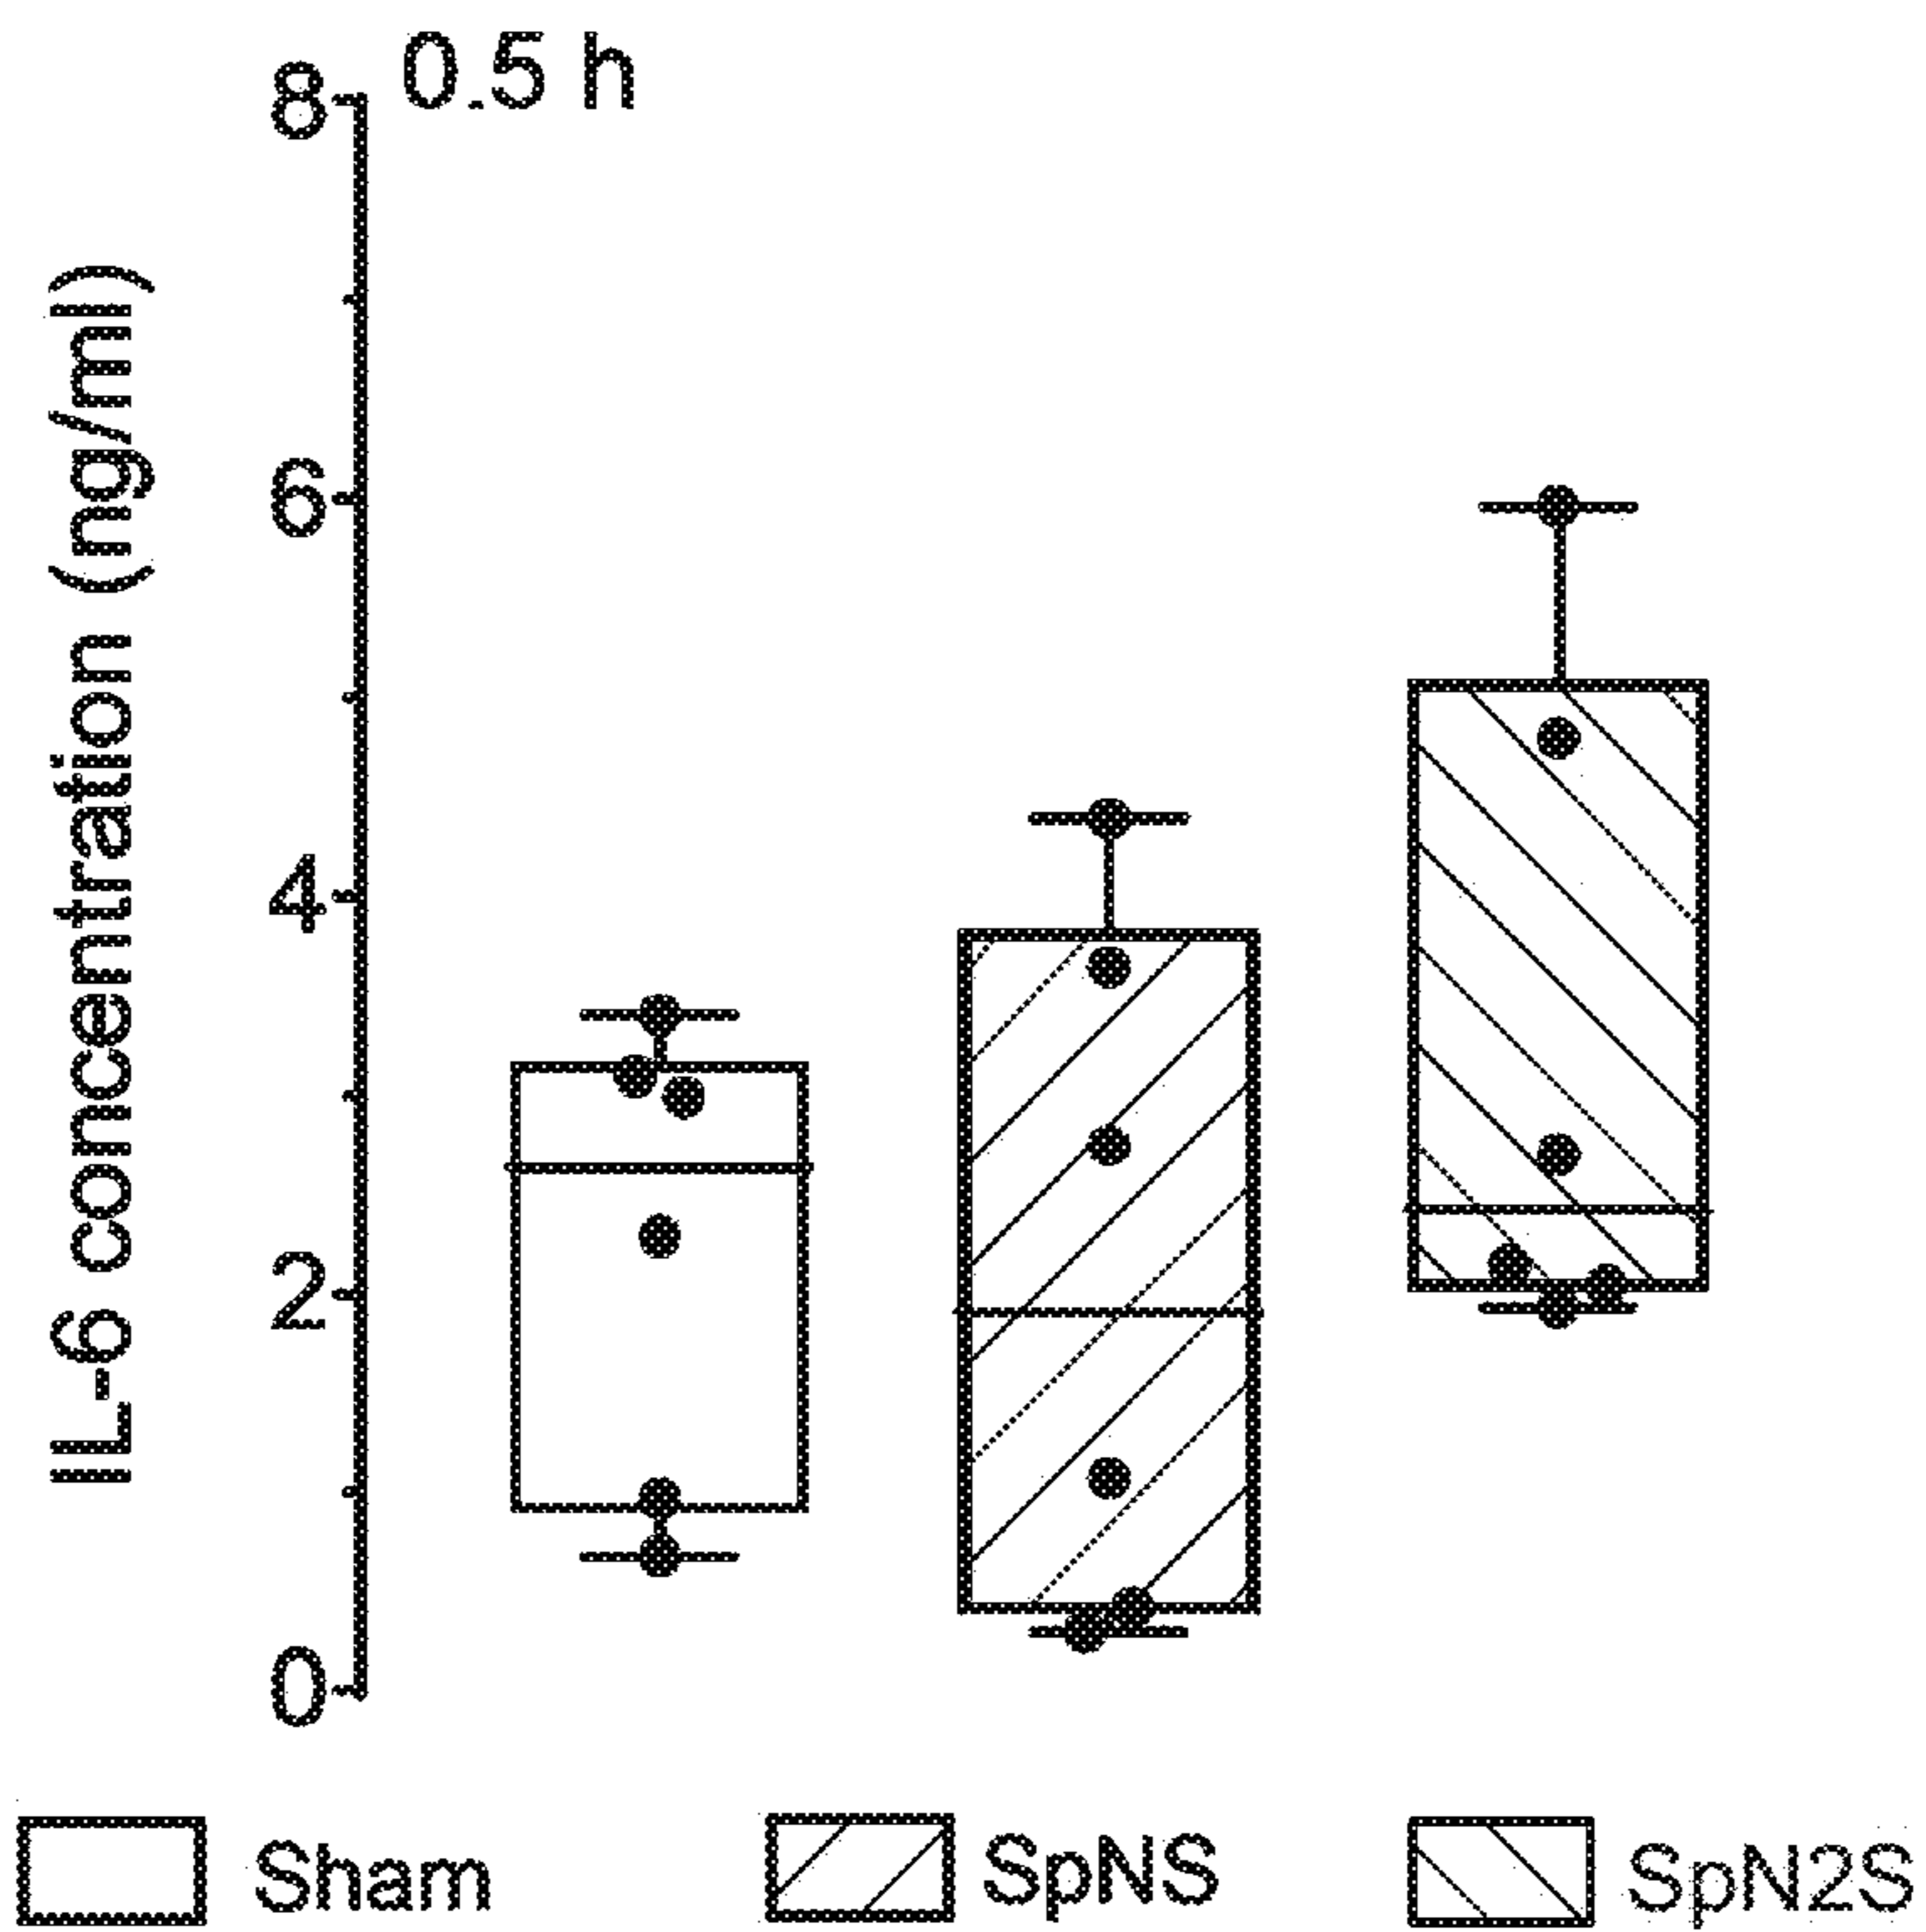 0.5 h
8
6
4
2
0
IL-6 concentration (ng/ml)
Sham
SpNS
SpN2S